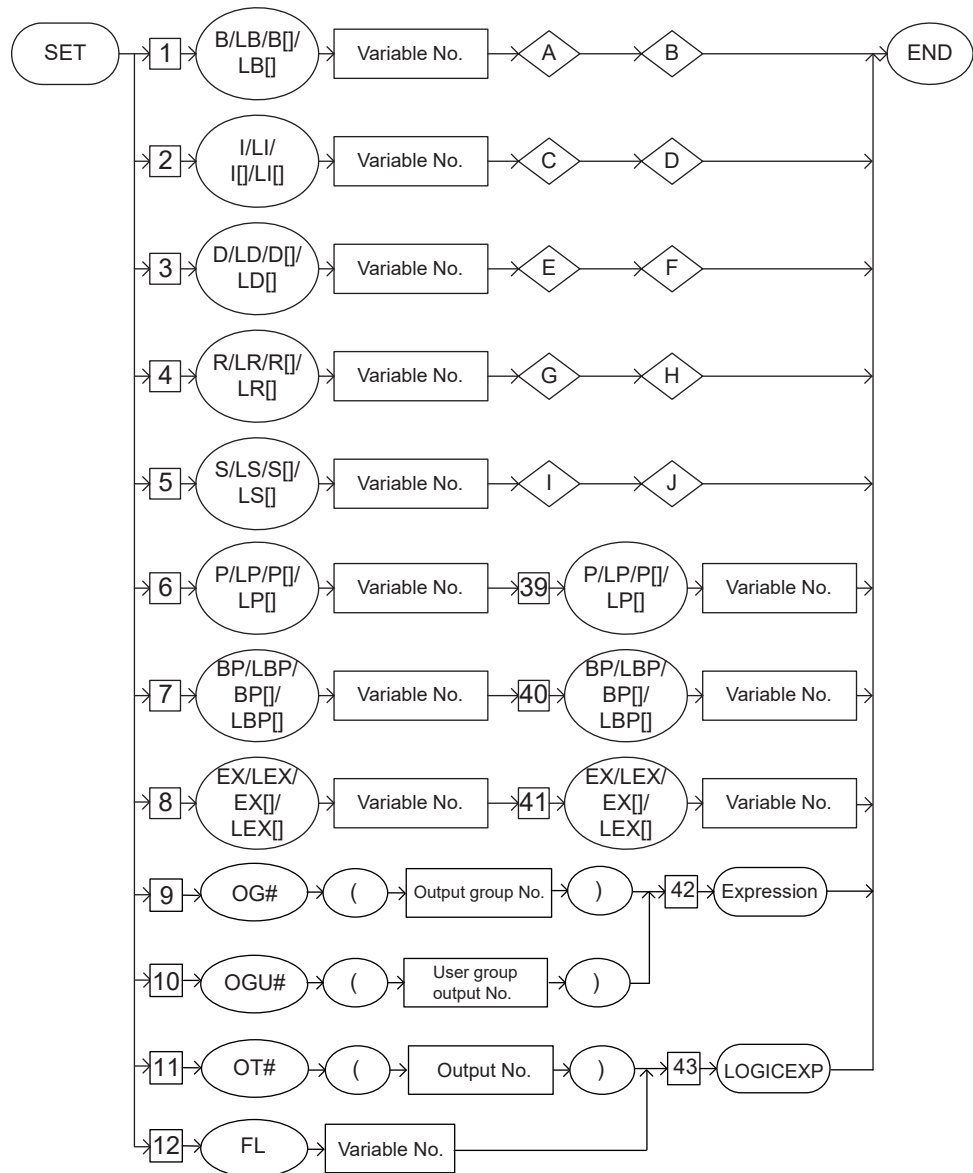 SET
1
B/LB/B[]/
LB[]
Variable No.
A
B
END
2
I/LI/
I[]/LI[]
Variable No.
C
D
3
D/LD/D[]/
LD[]
Variable No.
E
F
4
R/LR/R[]/
LR[]
Variable No.
G
H
5
S/LS/S[]/
LS[]
Variable No.
I
J
6
P/LP/P[]/
LP[]
Variable No.
39
P/LP/P[]/
LP[]
Variable No.
7
BP/LBP/
BP[]/
LBP[]
Variable No.
40
BP/LBP/
BP[]/
LBP[]
Variable No.
8
EX/LEX/
EX[]/
LEX[]
Variable No.
41
EX/LEX/
EX[]/
LEX[]
Variable No.
9
OG#
(
Output group No.
)
42
Expression
10
OGU#
(
User group
output No.
)
11
OT#
(
Output No.
)
43
LOGICEXP
12
FL
Variable No.